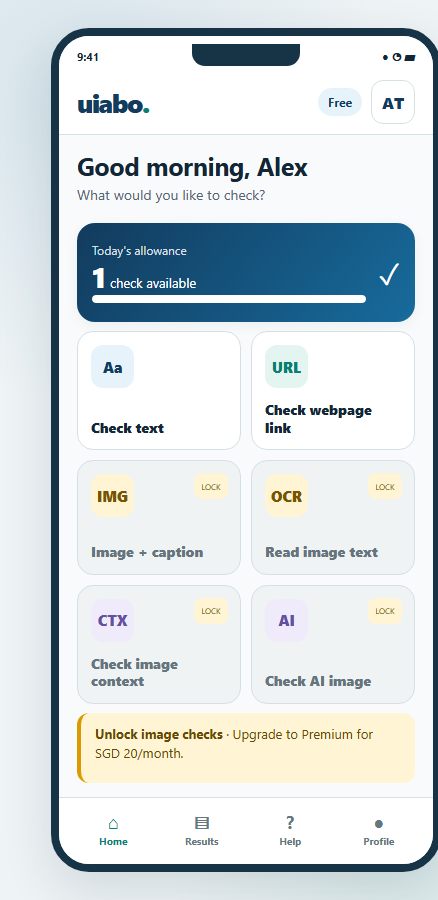 9:41
uiabo.
Free
AT
Good morning, Alex
What would you like to check?
Today's allowance
1 check available
Aa
Check text
URL
Check webpage
link
IMG
LOCK
Image + caption
OCR
LOCK
Read image text
CTX
LOCK
Check image
context
AI
LOCK
Check AI image
Unlock image checks · Upgrade to Premium for
SGD 20/month.
Home
Results
? 
Help
Profile